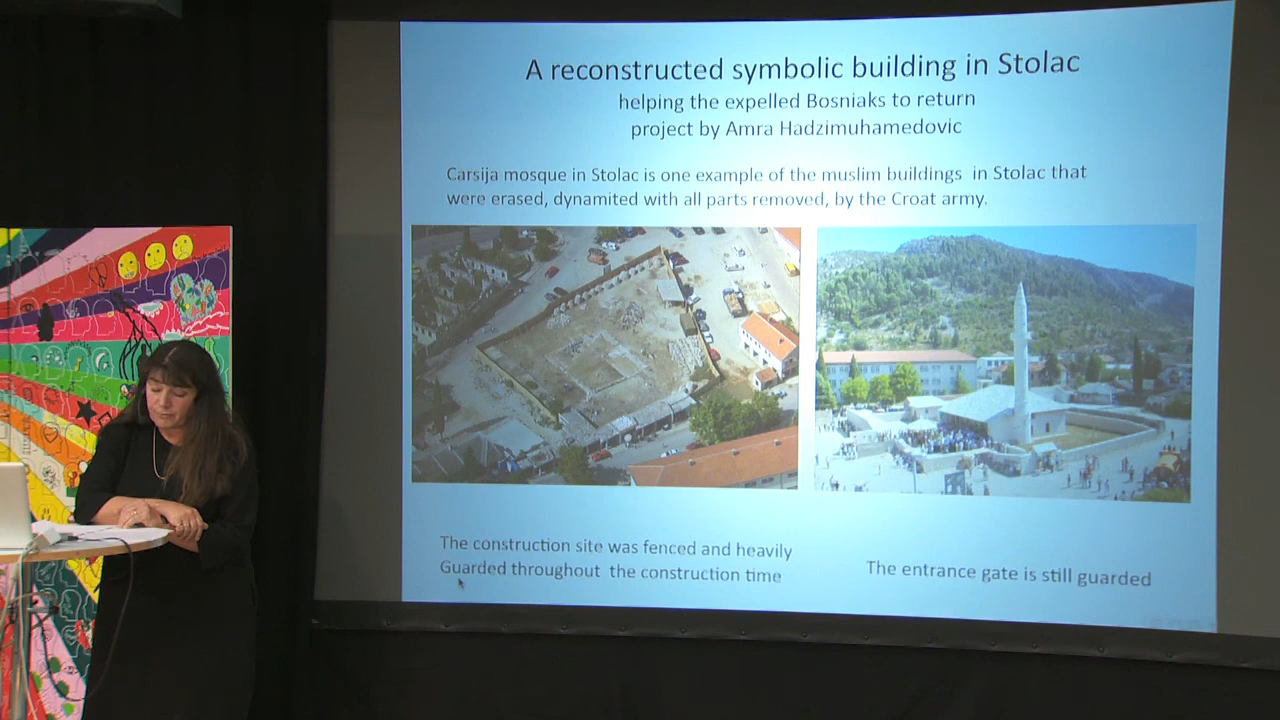 A reconstructed symbolic building in Stolac
helping the expelled Bosniaks to return
project by Amra Hadzimuhamedovic
Carsija mosque in Stolac is one example of the muslim buildings in Stolac that
were erased, dynamited with all parts removed, by the Croat army.
The construction site was fenced and heavily
Guarded throughout the construction time
The entrance gate is still guarded